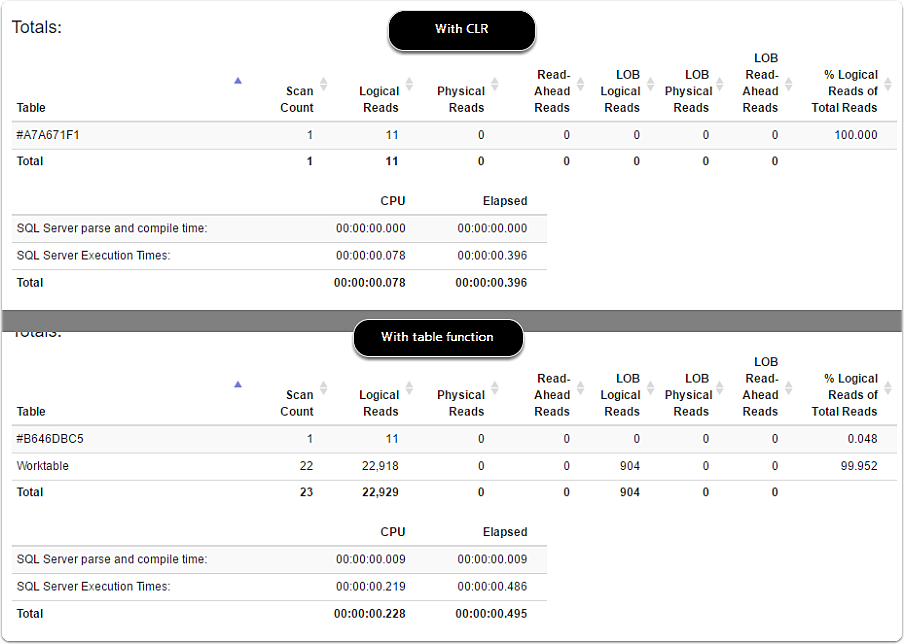 Totals:
With CLR
Table Scan Count Logical Reads Physical Reads Read-Ahead Reads LOB Logical Reads LOB Physical Reads LOB Read-Ahead Reads % Logical Reads of Total Reads
#A7A671F1 1 11 0 0 0 0 0 100.000
Total 1 11 0 0 0 0 0
CPU Elapsed
SQL Server parse and compile time: 00:00:00.000 00:00:00.000
SQL Server Execution Times: 00:00:00.078 00:00:00.396
Total 00:00:00.078 00:00:00.396
Totals:
With table function
Table Scan Count Logical Reads Physical Reads Read-Ahead Reads LOB Logical Reads LOB Physical Reads LOB Read-Ahead Reads % Logical Reads of Total Reads
#B646DBC5 1 11 0 0 0 0 0 0.048
Worktable 22 22,918 0 0 904 0 0 99.952
Total 23 22,929 0 0 904 0 0
CPU Elapsed
SQL Server parse and compile time: 00:00:00.009 00:00:00.009
SQL Server Execution Times: 00:00:00.219 00:00:00.486
Total 00:00:00.228 00:00:00.495